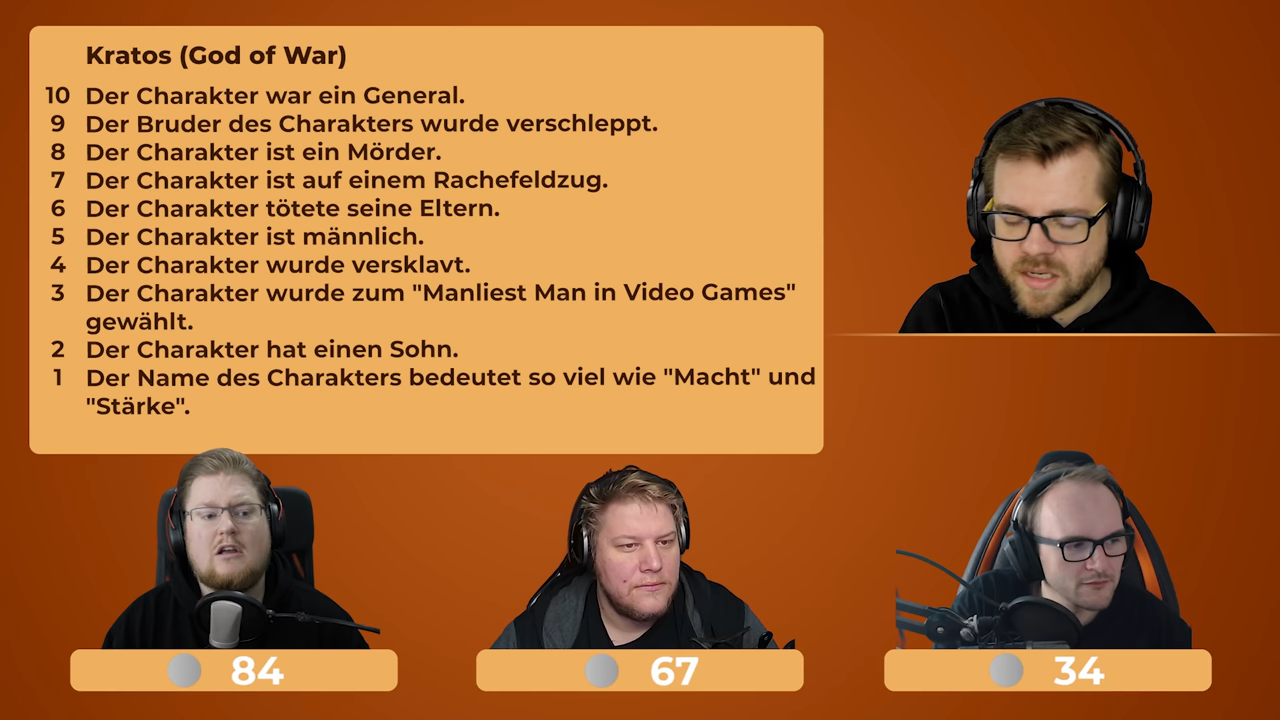 Kratos (God of War)
10 Der Charakter war ein General.
9 Der Bruder des Charakters wurde verschleppt.
8 Der Charakter ist ein Mörder.
7 Der Charakter ist auf einem Rachefeldzug.
6 Der Charakter tötete seine Eltern.
5 Der Charakter ist männlich.
4 Der Charakter wurde versklavt.
3 Der Charakter wurde zum "Manliest Man in Video Games"
gewählt.
2 Der Charakter hat einen Sohn.
1 Der Name des Charakters bedeutet so viel wie "Macht" und
"Stärke".
84
67
34